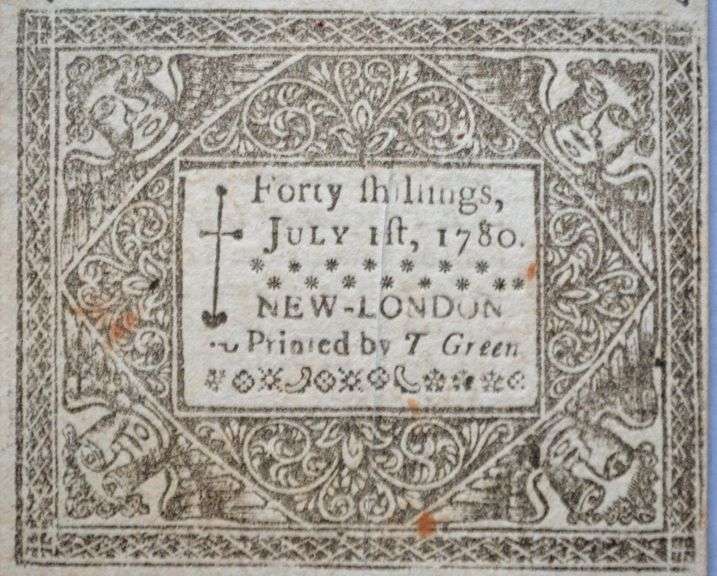 Forty ſhillings,
JULY 1ſt, 1780.
NEW-LONDON
Printed by T Green